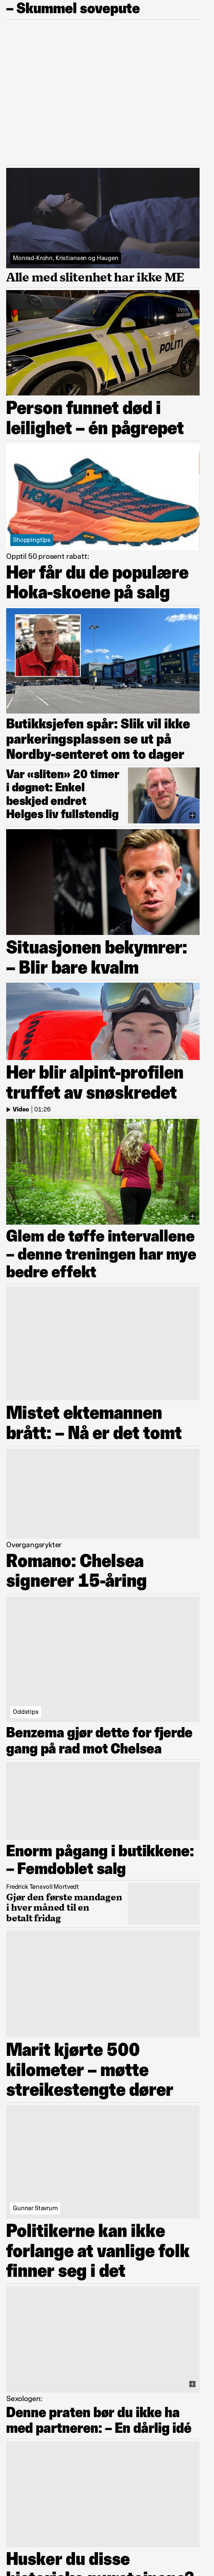 – Skummel sovepute
Monrad-Krohn, Kristiansen og Haugen
Alle med slitenhet har ikke ME
POLITI
Person funnet død i
leilighet – én pågrepet
HOKA
Shoppingtips
Opptil 50 prosent rabatt:
Her får du de populære
Hoka-skoene på salg
Butikksjefen spår: Slik vil ikke
parkeringsplassen se ut på
Nordby-senteret om to dager
Var «sliten» 20 timer
i døgnet: Enkel
beskjed endret
Helges liv fullstendig
Situasjonen bekymrer:
– Blir bare kvalm
Her blir alpint-profilen
truffet av snøskredet
Video | 01:26
Glem de tøffe intervallene
– denne treningen har mye
bedre effekt
Mistet ektemannen
brått: – Nå er det tomt
Overgangsrykter
Romano: Chelsea
signerer 15-åring
Oddstips
Benzema gjør dette for fjerde
gang på rad mot Chelsea
Enorm pågang i butikkene:
– Femdoblet salg
Fredrick Tønsvoll Mortvedt
Gjør den første mandagen
i hver måned til en
betalt fridag
Marit kjørte 500
kilometer – møtte
streikestengte dører
Gunnar Stavrum
Politikerne kan ikke
forlange at vanlige folk
finner seg i det
Sexologen:
Denne praten bør du ikke ha
med partneren: – En dårlig idé
Husker du disse